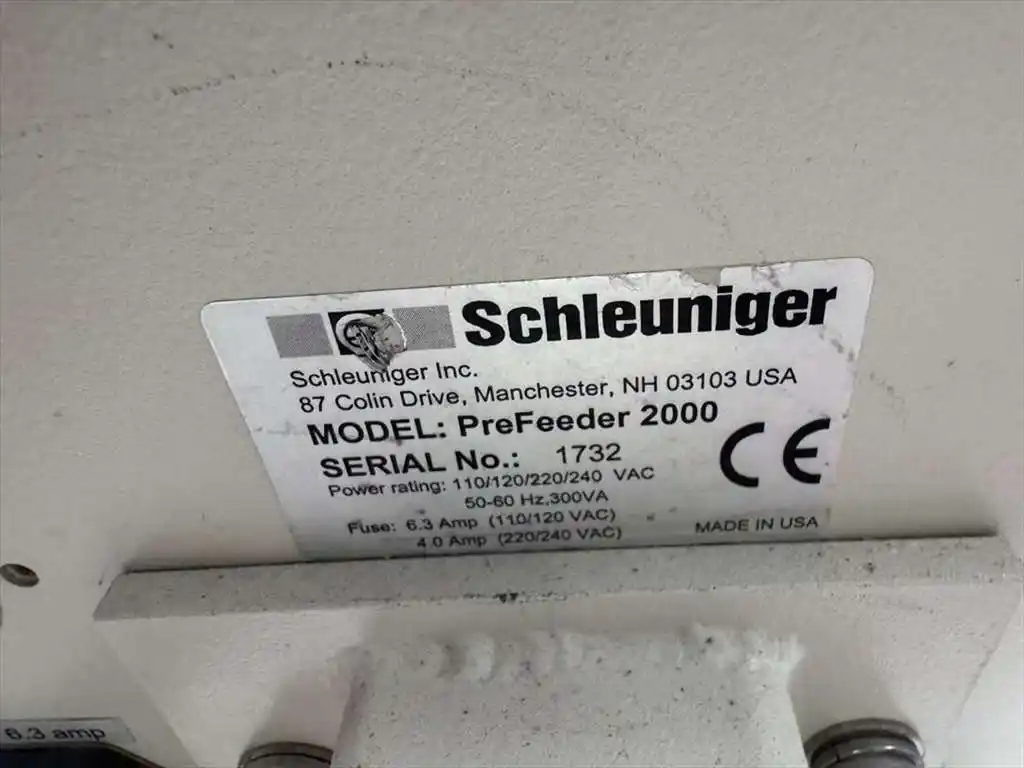 Schleuniger
Schleuniger Inc.
87 Colin Drive, Manchester, NH 03103 USA
MODEL: PreFeeder 2000
SERIAL No.: 1732
Power rating: 110/120/220/240 VAC
50-60 Hz,300VA
Fuse: 6.3 Amp (110/120 VAC)
4.0 Amp (220/240 VAC)
CE
MADE IN USA
6.3 amp